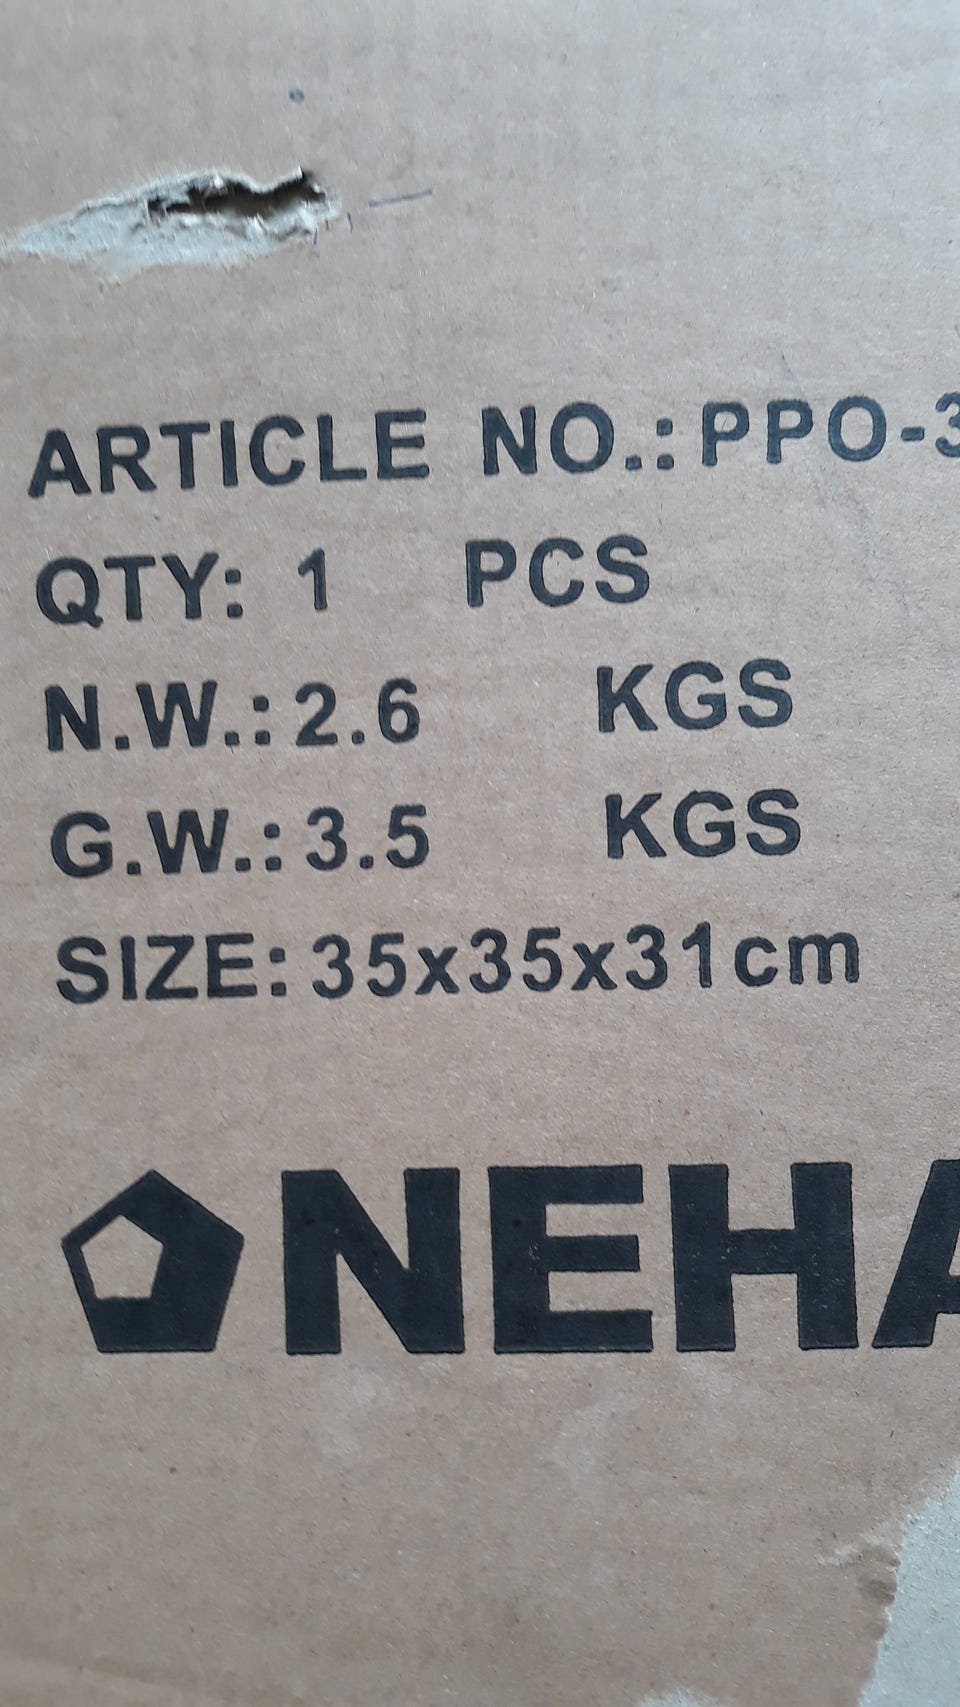 ARTICLE NO.: PPO-3
QTY: 1 PCS
N.W.: 2.6 KGS
G.W.: 3.5 KGS
SIZE: 35x35x31cm
NEHA